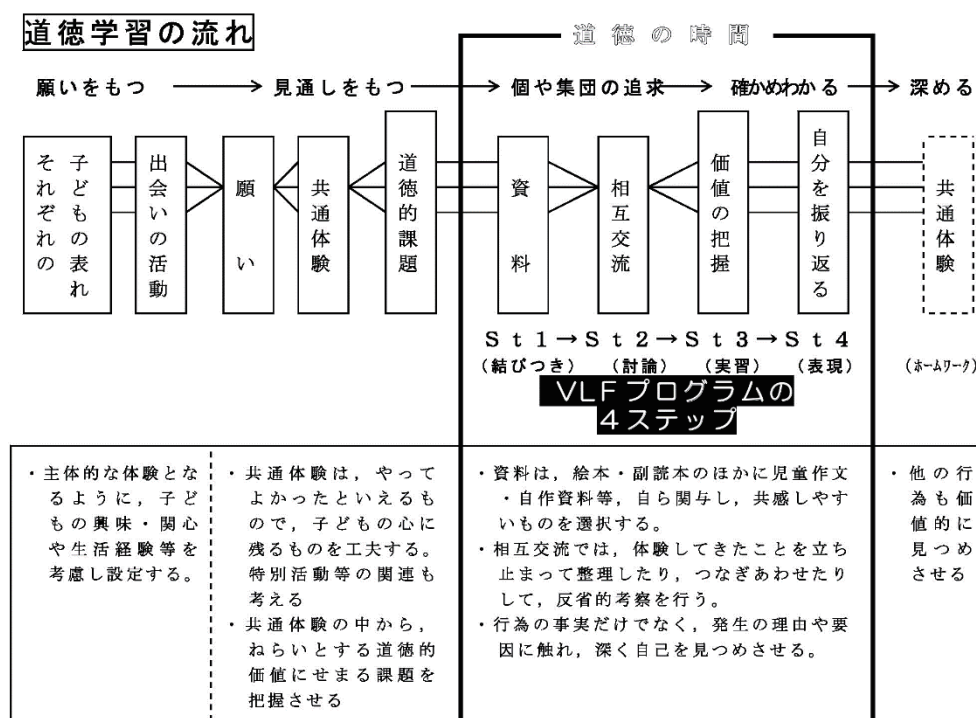 道徳学習の流れ
道徳の時間
願いをもつ → 見通しをもつ → 個や集団の追求 → 確かめわかる → 深める
子どもの表れ
それぞれの
出会いの活動
願い
共通体験
道徳的課題
資料
相互交流
価値の把握
自分を振り返る
共通体験
Ｓｔ１→Ｓｔ２→Ｓｔ３→Ｓｔ４
(結びつき) (討論) (実習) (表現) (ホームワーク)
VLFプログラムの
4ステップ
・主体的な体験とな
るように，子ど
もの興味・関心
や生活経験等を
考慮し設定する。
・共通体験は，やって
よかったといえるも
ので，子どもの心に
残るものを工夫する。
特別活動等の関連も
考える
・共通体験の中から，
ねらいとする道徳的
価値にせまる課題を
把握させる
・資料は，絵本・副読本のほかに児童作文
・自作資料等，自ら関与し，共感しやす
いものを選択する。
・相互交流では，体験してきたことを立ち
止まって整理したり，つなぎあわせたり
して，反省的考察を行う。
・行為の事実だけでなく，発生の理由や要
因に触れ，深く自己を見つめさせる。
・他の行
為も価
値的に
見つめ
させる